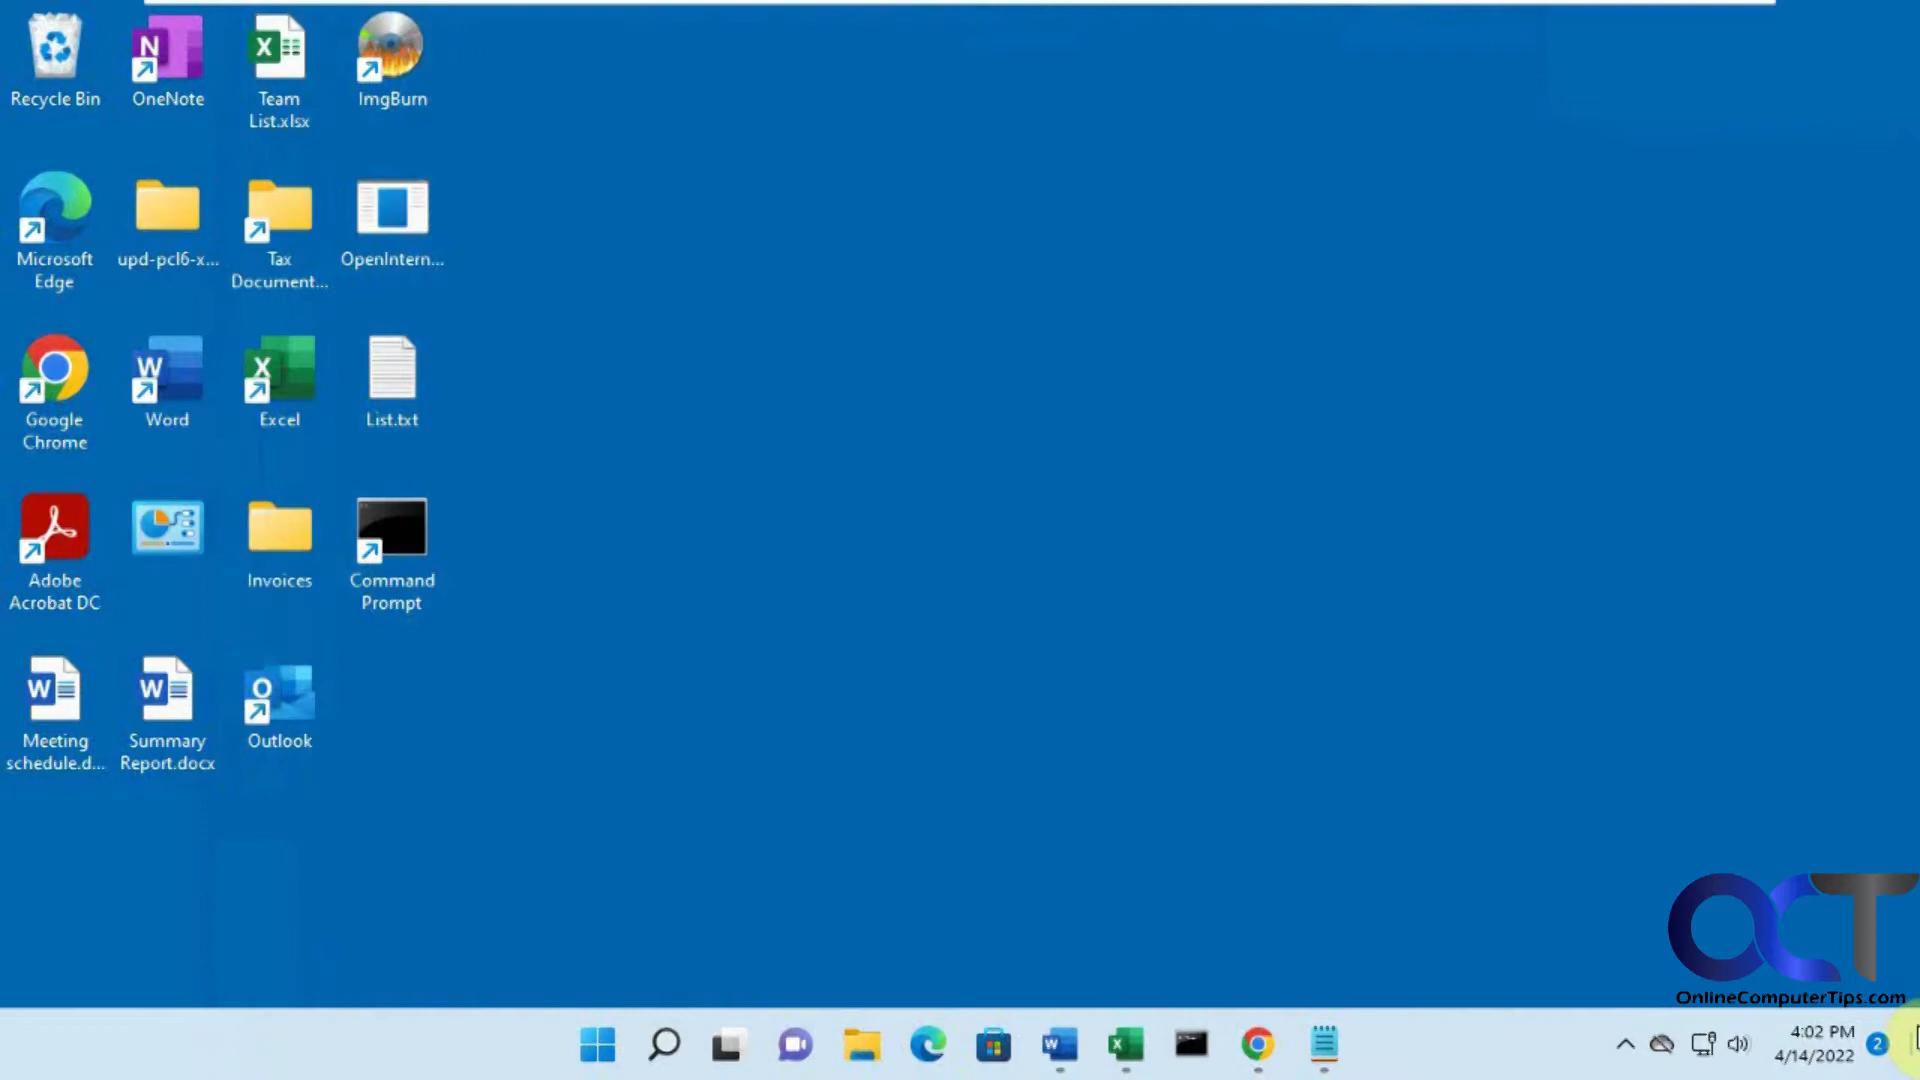 Recycle Bin
OneNote
Team
List.xlsx
ImgBurn
Microsoft
Edge
upd-pcl6-x...
Tax
Document...
OpenIntern...
Google
Chrome
Word
Excel
List.txt
Adobe
Acrobat DC
Invoices
Command
Prompt
Meeting
schedule.d...
Summary
Report.docx
Outlook
OCT
OnlineComputerTips.com
4:02 PM
4/14/2022
2